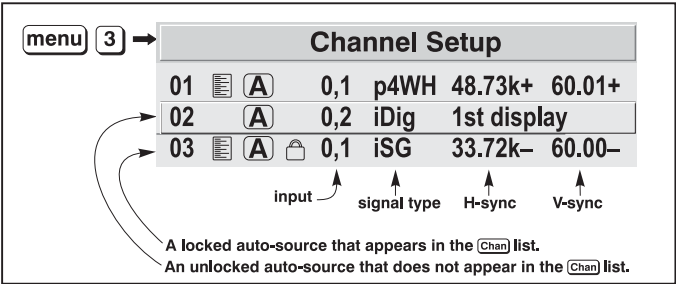 menu 3 Channel Setup
01 A 0,1 p4WH 48.73k+ 60.01+
02 A 0,2 iDig 1st display
03 A 0,1 iSG 33.72k– 60.00–
input signal type H-sync V-sync
A locked auto-source that appears in the Chan list.
An unlocked auto-source that does not appear in the Chan list.